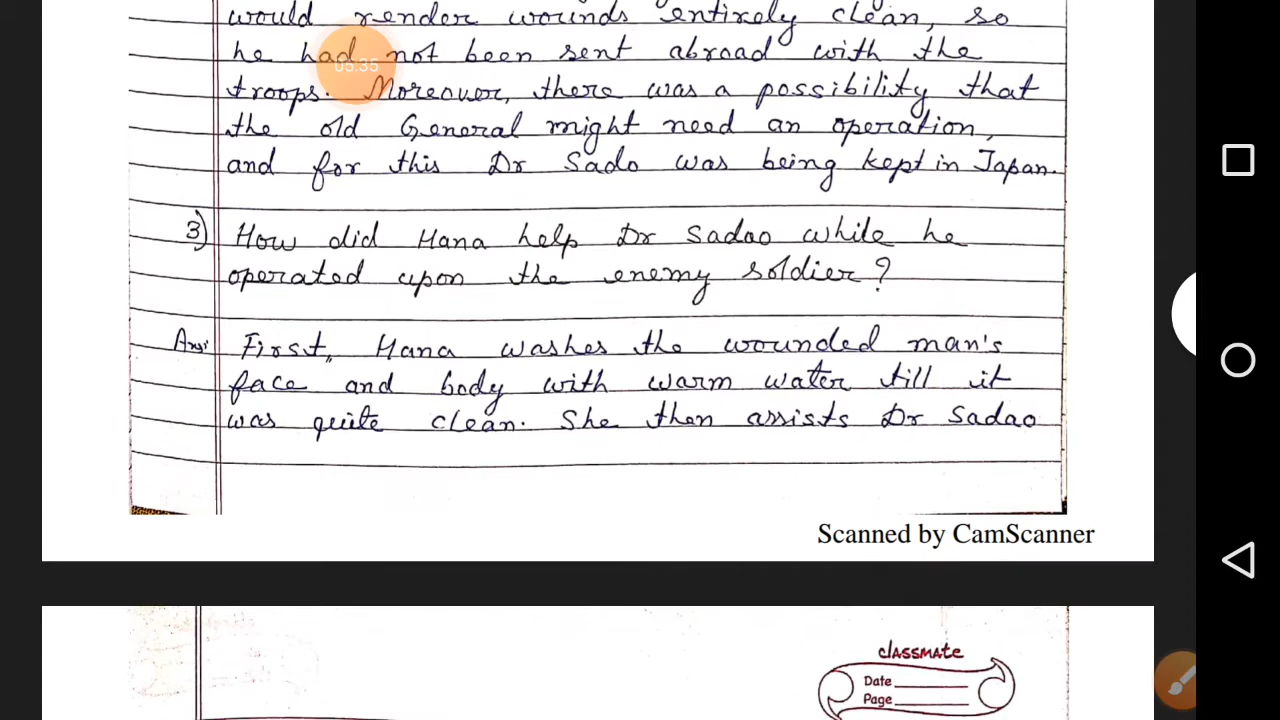 would render wounds entirely clean, so
he had not been sent abroad with the
05:35
troops. Moreover, there was a possibility that
the old General might need an operation,
and for this Dr Sado was being kept in Japan.
3) How did Hana help Dr Sadao while he
operated upon the enemy soldier?
Ans: First, Hana washes the wounded man's
face and body with warm water till it
was quite clean. She then assists Dr Sadao
Scanned by CamScanner
classmate
Date
Page